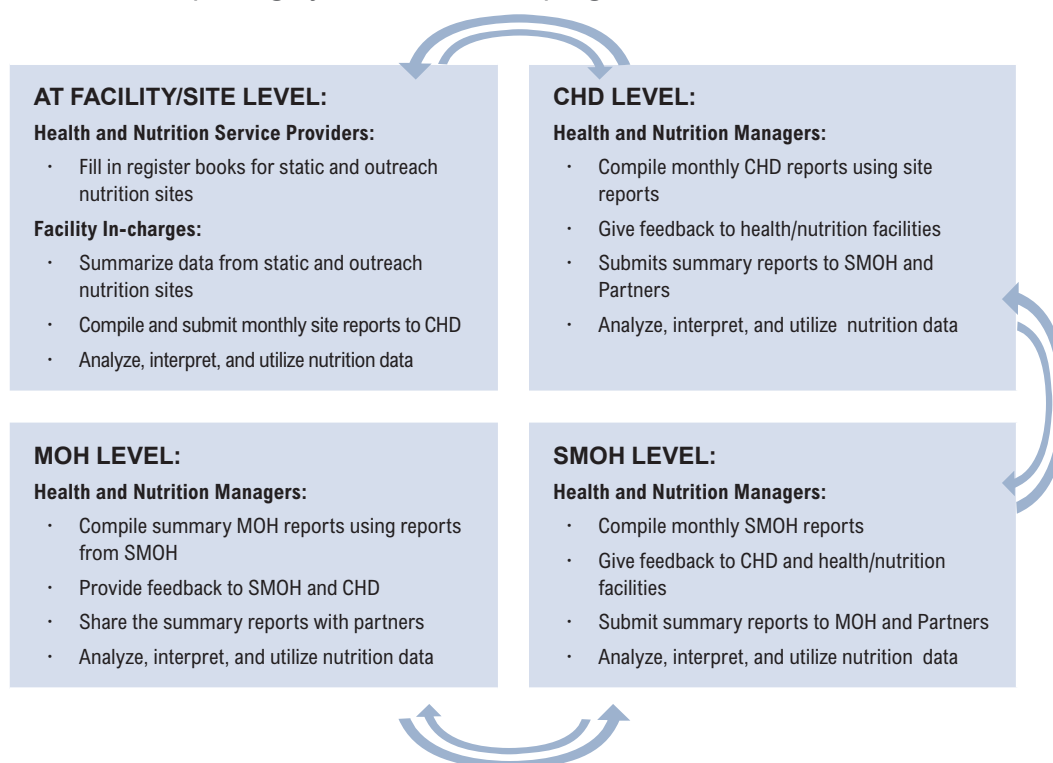 AT FACILITY/SITE LEVEL:
Health and Nutrition Service Providers:
· Fill in register books for static and outreach
nutrition sites
Facility In-charges:
· Summarize data from static and outreach
nutrition sites
· Compile and submit monthly site reports to CHD
· Analyze, interpret, and utilize nutrition data
CHD LEVEL:
Health and Nutrition Managers:
· Compile monthly CHD reports using site
reports
· Give feedback to health/nutrition facilities
· Submits summary reports to SMOH and
Partners
· Analyze, interpret, and utilize nutrition data
MOH LEVEL:
Health and Nutrition Managers:
· Compile summary MOH reports using reports
from SMOH
· Provide feedback to SMOH and CHD
· Share the summary reports with partners
· Analyze, interpret, and utilize nutrition data
SMOH LEVEL:
Health and Nutrition Managers:
· Compile monthly SMOH reports
· Give feedback to CHD and health/nutrition
facilities
· Submit summary reports to MOH and Partners
· Analyze, interpret, and utilize nutrition data